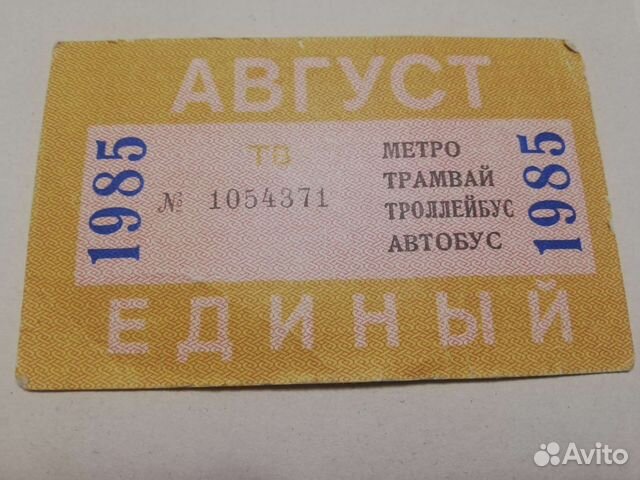 АВГУСТ
1985
ТВ
№ 1054371
МЕТРО
ТРАМВАЙ
ТРОЛЛЕЙБУС
АВТОБУС
1985
ЕДИНЫЙ
Avito